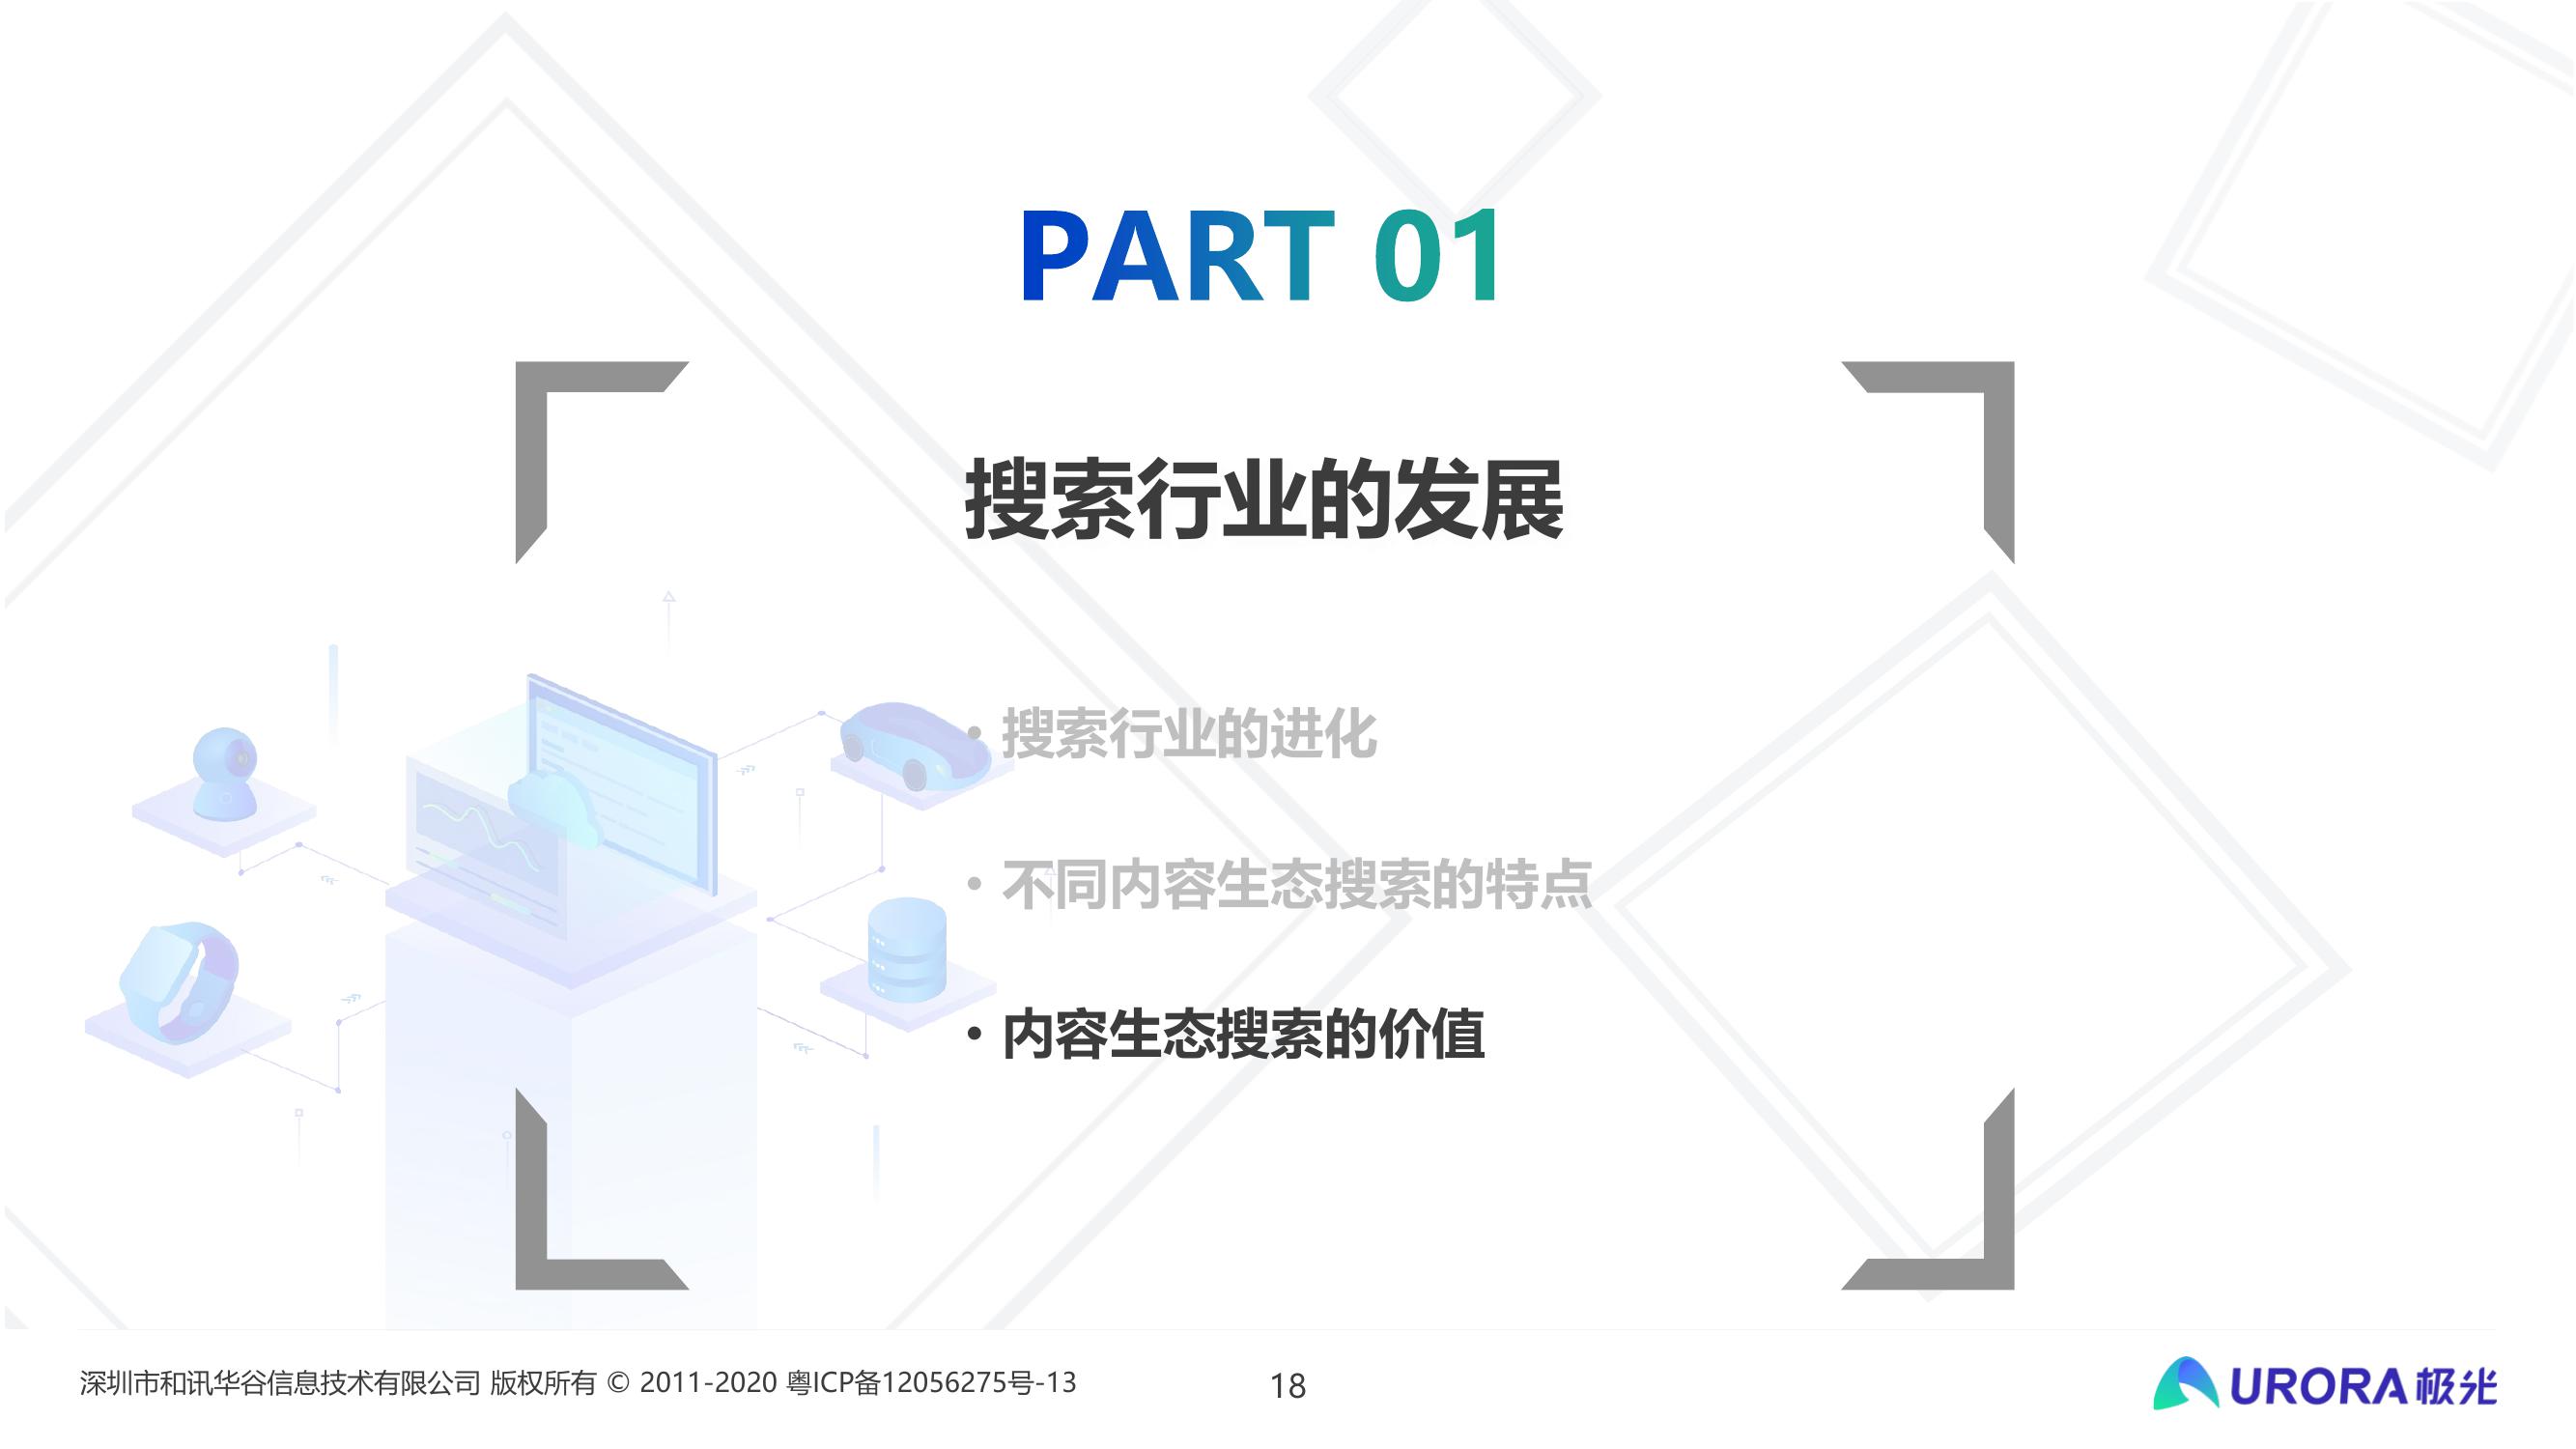 PART 01
搜索行业的发展
• 搜索行业的进化
• 不同内容生态搜索的特点
• 内容生态搜索的价值
深圳市和讯华谷信息技术有限公司 版权所有 © 2011-2020 粤ICP备12056275号-13
18
URORA极光